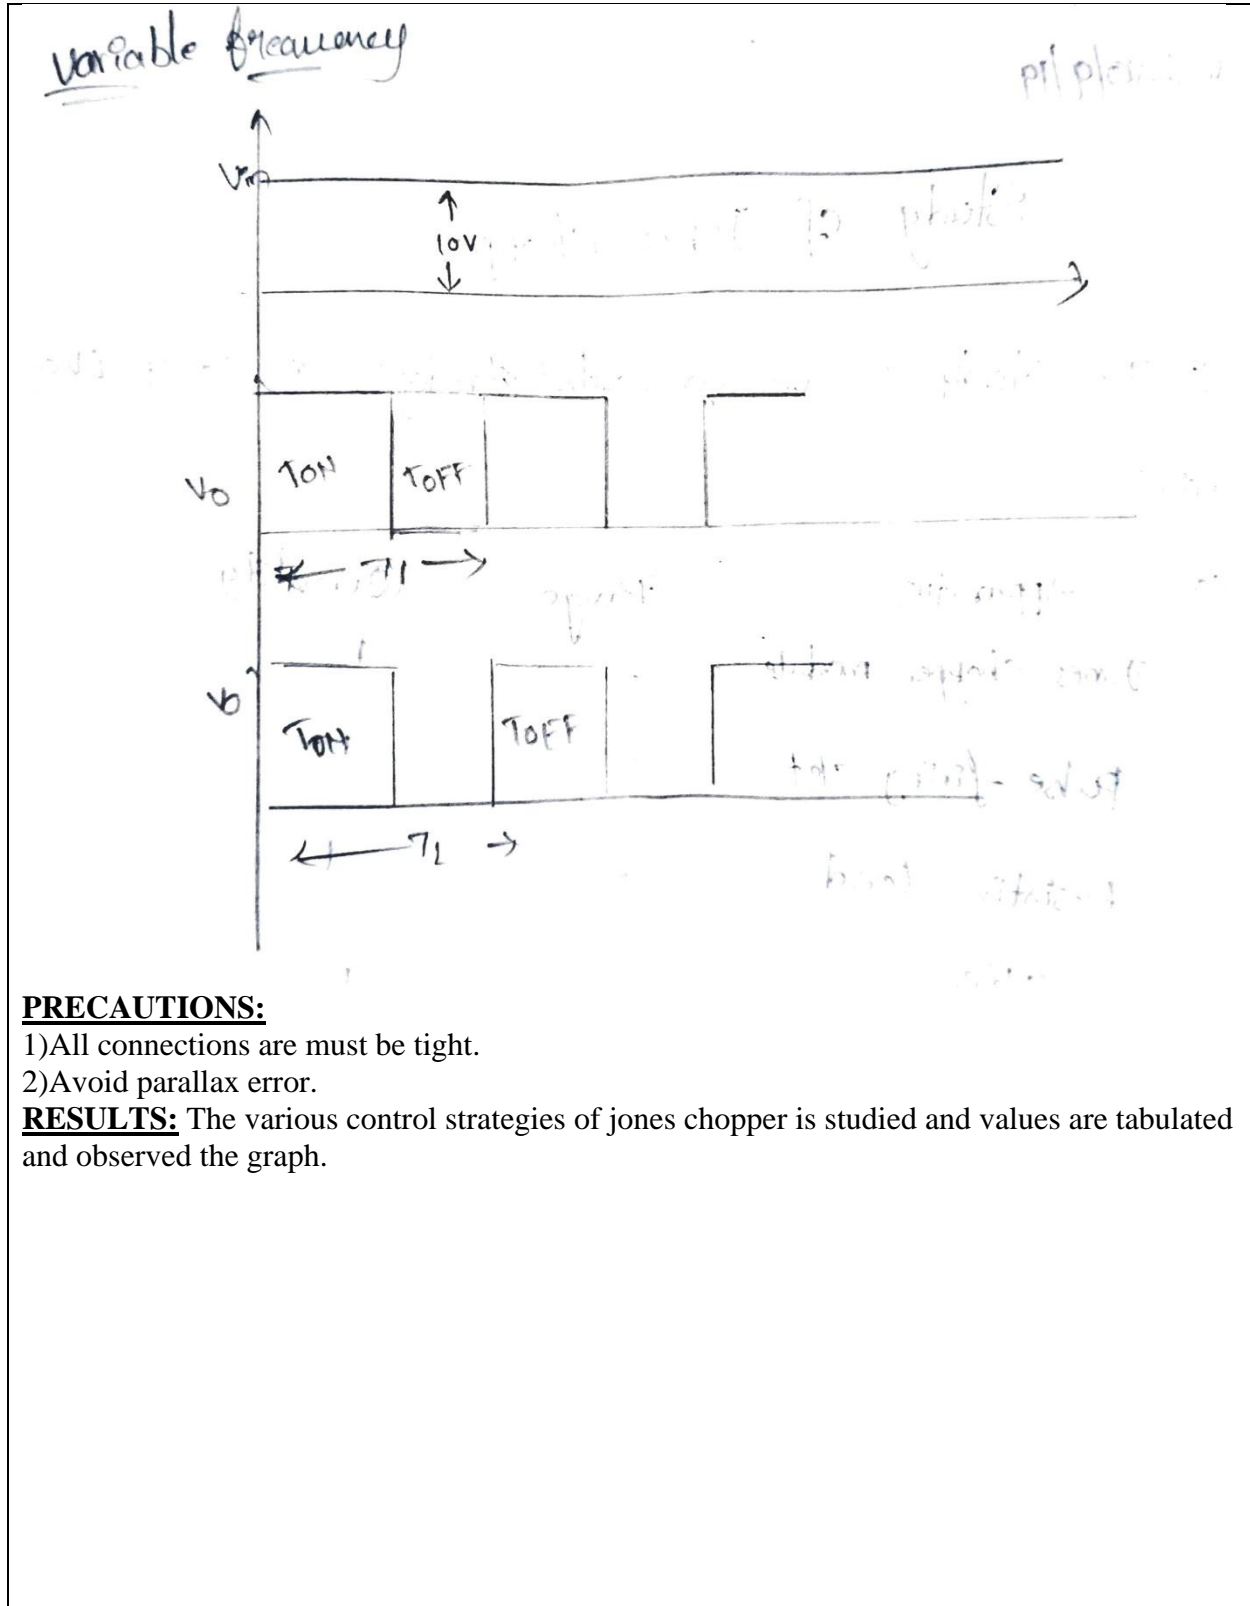 variable frequency
Vin
10V
TON
TOFF
VO
T1
VO
TON
TOFF
PRECAUTIONS:
1)All connections are must be tight.
2)Avoid parallax error.
RESULTS: The various control strategies of jones chopper is studied and values are tabulated
and observed the graph.